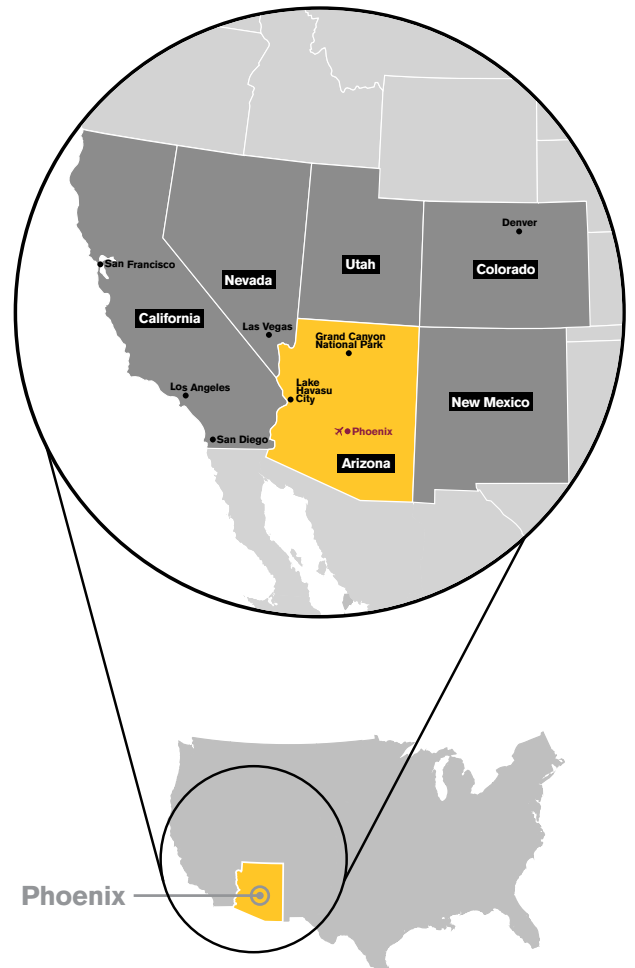 Denver
San Francisco
Utah
Colorado
Nevada
California
Las Vegas
Grand Canyon
National Park
Los Angeles
Lake
Havasu
City
New Mexico
Phoenix
San Diego
Arizona
Phoenix